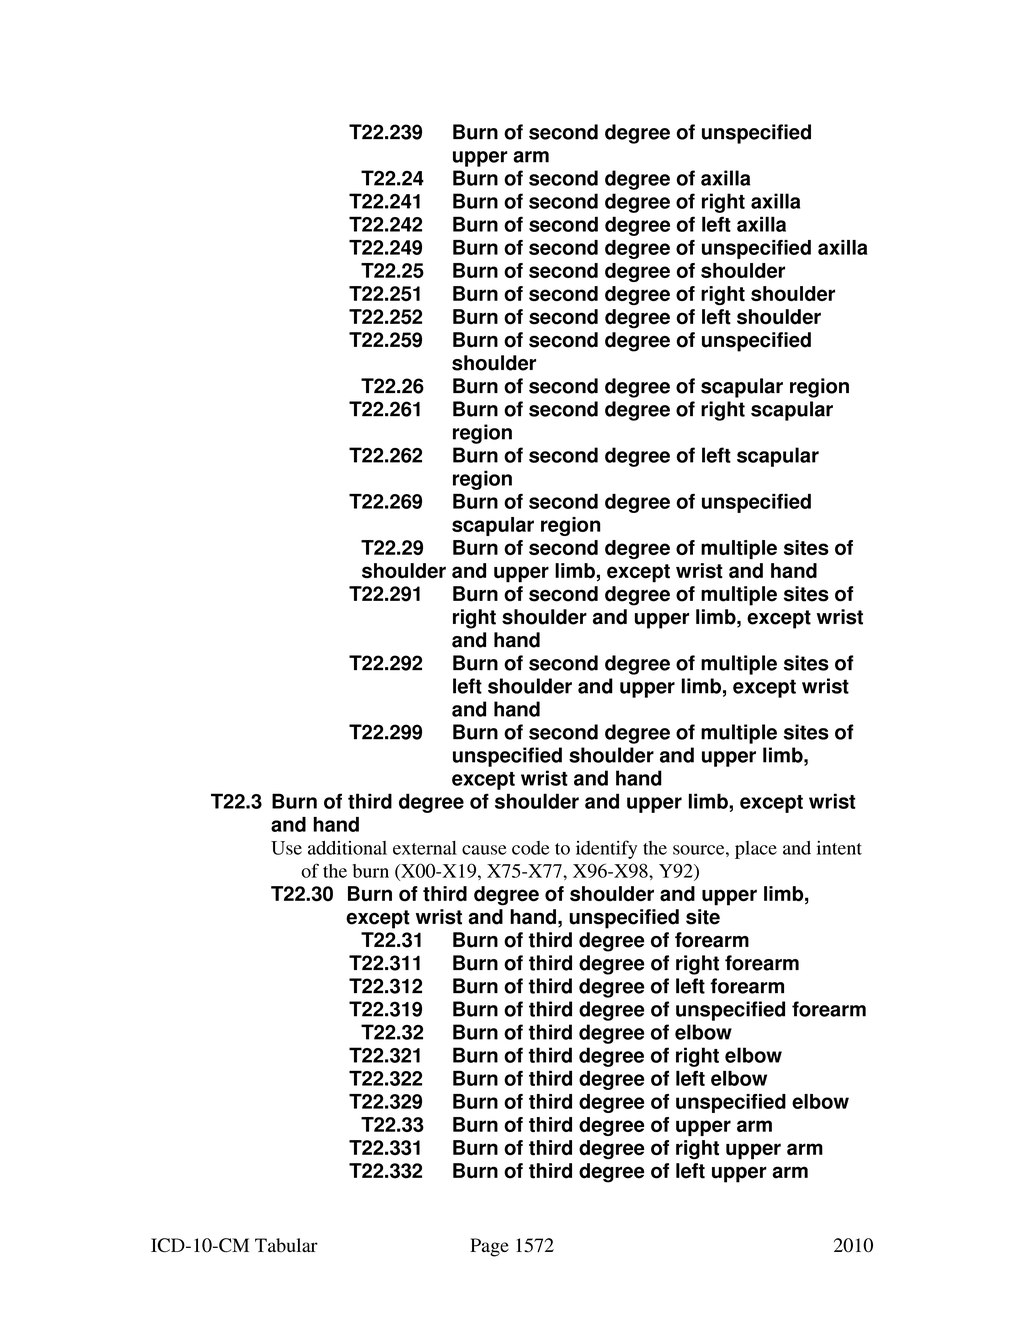 T22.239 Burn of second degree of unspecified
upper arm
T22.24 Burn of second degree of axilla
T22.241 Burn of second degree of right axilla
T22.242 Burn of second degree of left axilla
T22.249 Burn of second degree of unspecified axilla
T22.25 Burn of second degree of shoulder
T22.251 Burn of second degree of right shoulder
T22.252 Burn of second degree of left shoulder
T22.259 Burn of second degree of unspecified
shoulder
T22.26 Burn of second degree of scapular region
T22.261 Burn of second degree of right scapular
region
T22.262 Burn of second degree of left scapular
region
T22.269 Burn of second degree of unspecified
scapular region
T22.29 Burn of second degree of multiple sites of
shoulder and upper limb, except wrist and hand
T22.291 Burn of second degree of multiple sites of
right shoulder and upper limb, except wrist
and hand
T22.292 Burn of second degree of multiple sites of
left shoulder and upper limb, except wrist
and hand
T22.299 Burn of second degree of multiple sites of
unspecified shoulder and upper limb,
except wrist and hand
T22.3 Burn of third degree of shoulder and upper limb, except wrist
and hand
Use additional external cause code to identify the source, place and intent
of the burn (X00-X19, X75-X77, X96-X98, Y92)
T22.30 Burn of third degree of shoulder and upper limb,
except wrist and hand, unspecified site
T22.31 Burn of third degree of forearm
T22.311 Burn of third degree of right forearm
T22.312 Burn of third degree of left forearm
T22.319 Burn of third degree of unspecified forearm
T22.32 Burn of third degree of elbow
T22.321 Burn of third degree of right elbow
T22.322 Burn of third degree of left elbow
T22.329 Burn of third degree of unspecified elbow
T22.33 Burn of third degree of upper arm
T22.331 Burn of third degree of right upper arm
T22.332 Burn of third degree of left upper arm
ICD-10-CM Tabular Page 1572 2010